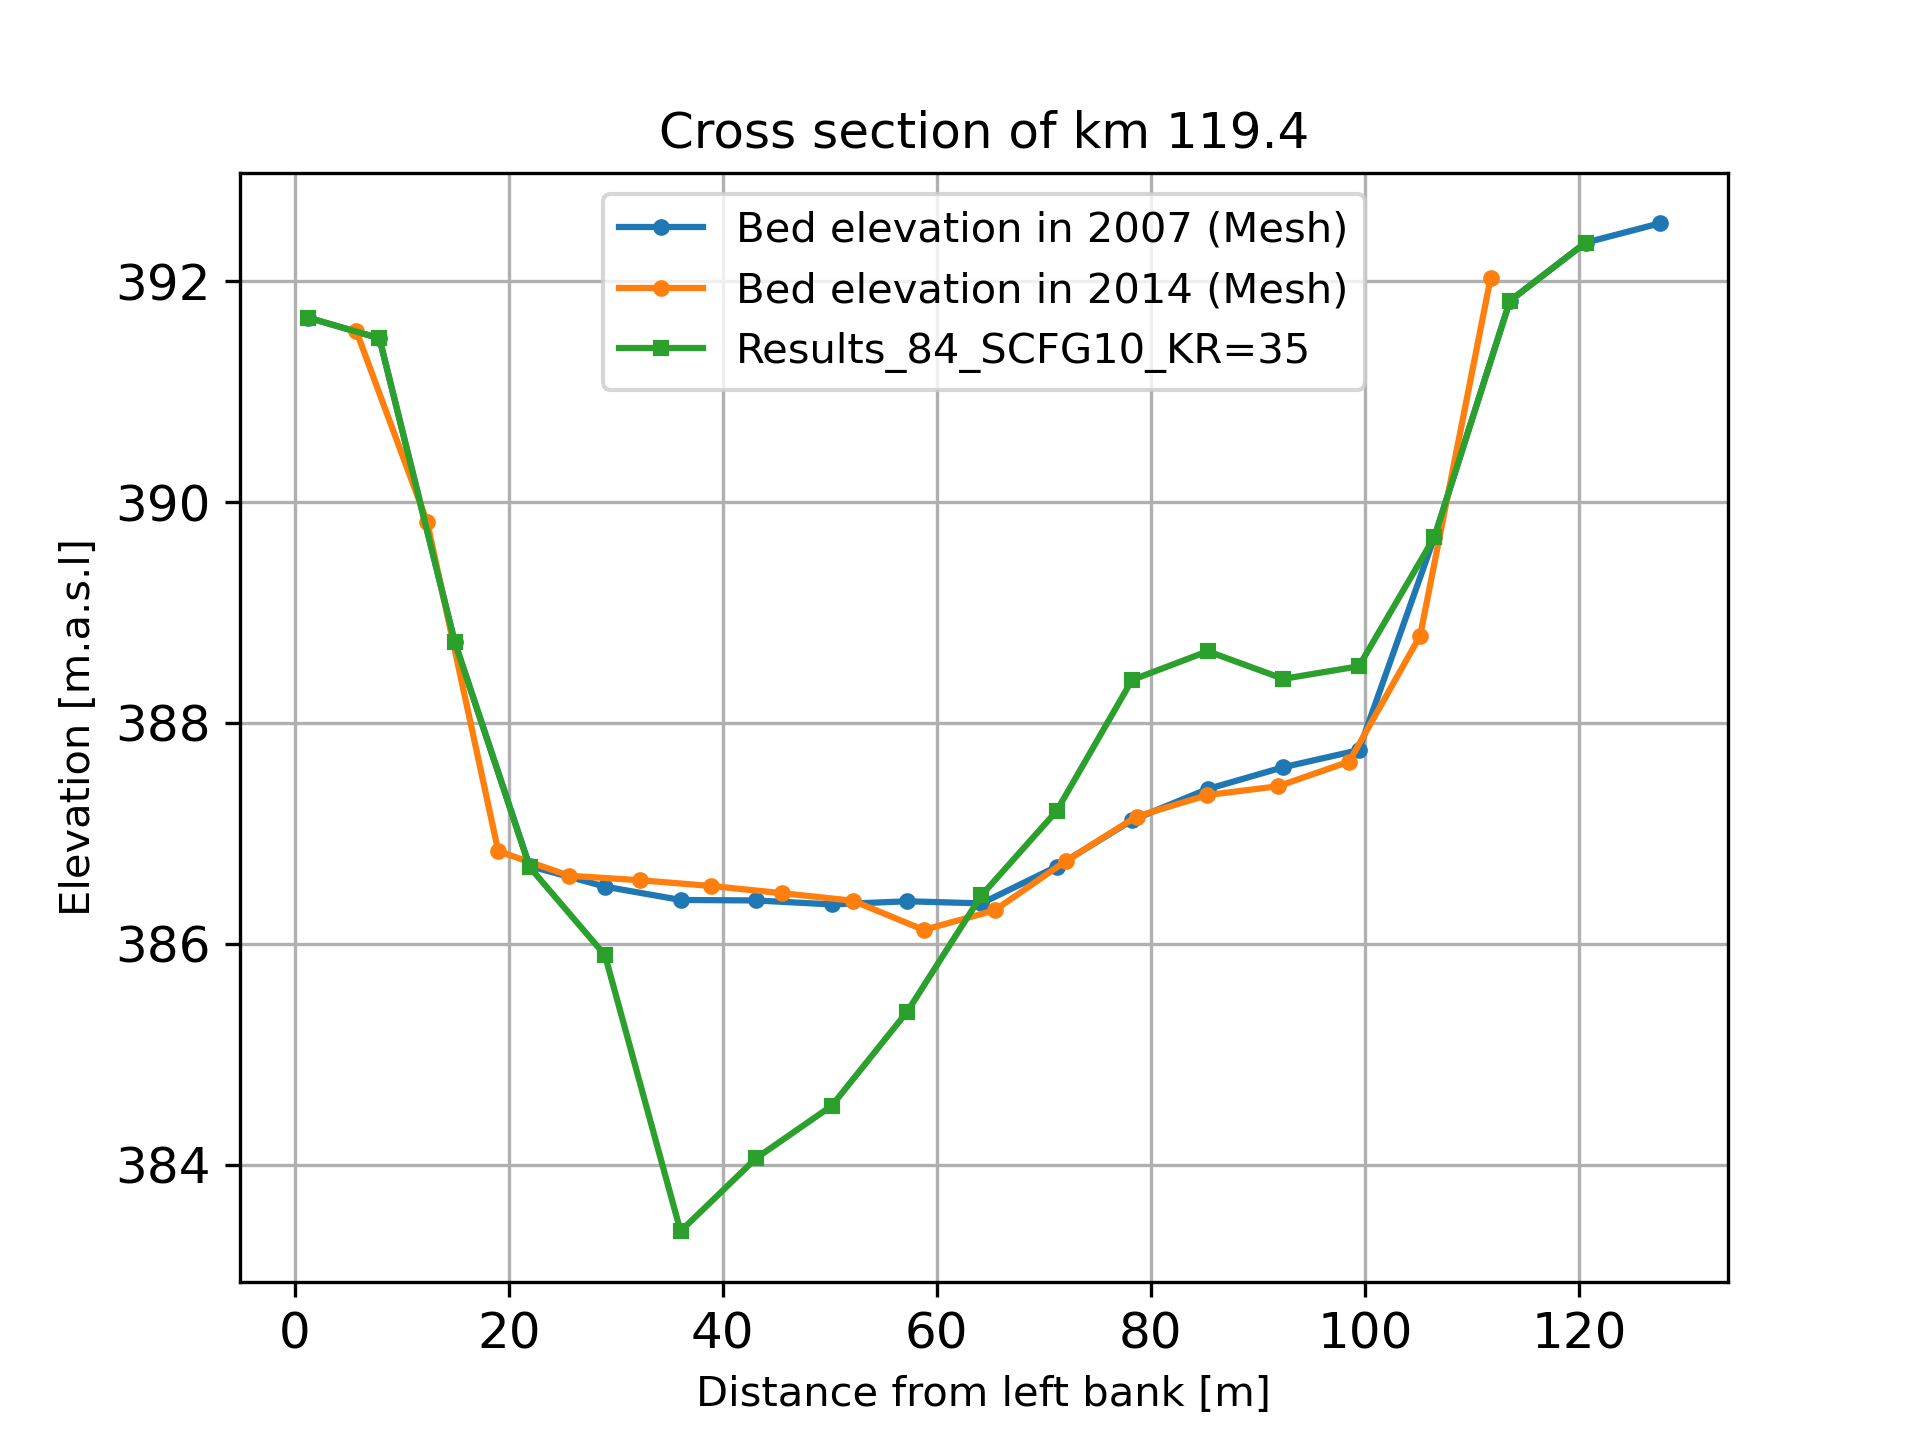 Cross section of km 119.4
Bed elevation in 2007 (Mesh)
Bed elevation in 2014 (Mesh)
Results_84_SCFG10_KR=35
Elevation [m.a.s.l]
392
390
388
386
384
0 20 40 60 80 100 120
Distance from left bank [m]